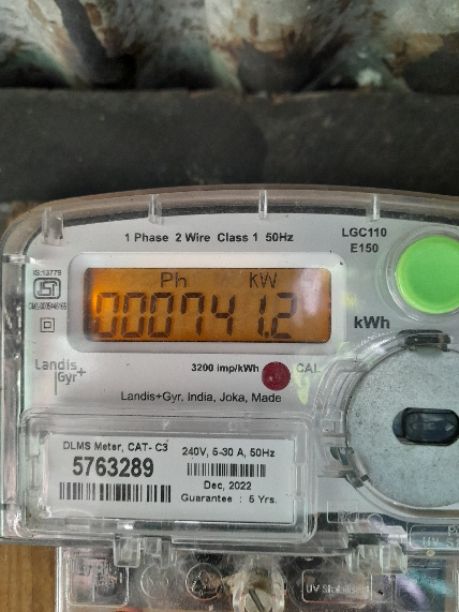 LGC110
E150
1 Phase 2 Wire Class 1 50Hz
IS:13779
Ph KW
000741.2
kWh
Landis
Gyr+
3200 imp/kWh
CAL
Landis+Gyr, India, Joka, Made
DLMS Meter, CAT- C3
5763289
240V, 5-30 A, 50Hz
Dec, 2022
Guarantee : 5 Yrs.